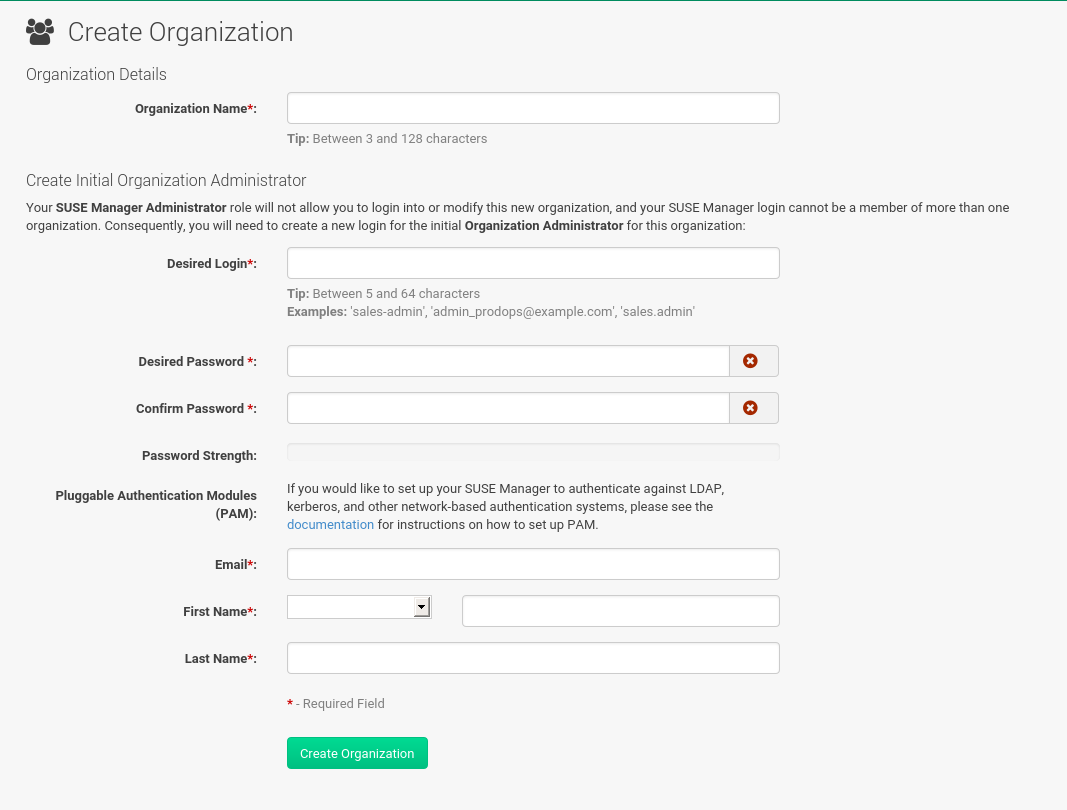 Create Organization
Organization Details
Organization Name*:
Tip: Between 3 and 128 characters
Create Initial Organization Administrator
Your SUSE Manager Administrator role will not allow you to login into or modify this new organization, and your SUSE Manager login cannot be a member of more than one
organization. Consequently, you will need to create a new login for the initial Organization Administrator for this organization:
Desired Login*:
Tip: Between 5 and 64 characters
Examples: 'sales-admin', 'admin_prodops@example.com', 'sales.admin'
Desired Password *:
Confirm Password *:
Password Strength:
Pluggable Authentication Modules
(PAM):
If you would like to set up your SUSE Manager to authenticate against LDAP,
kerberos, and other network-based authentication systems, please see the
documentation for instructions on how to set up PAM.
Email*:
First Name*:
Last Name*:
* - Required Field
Create Organization